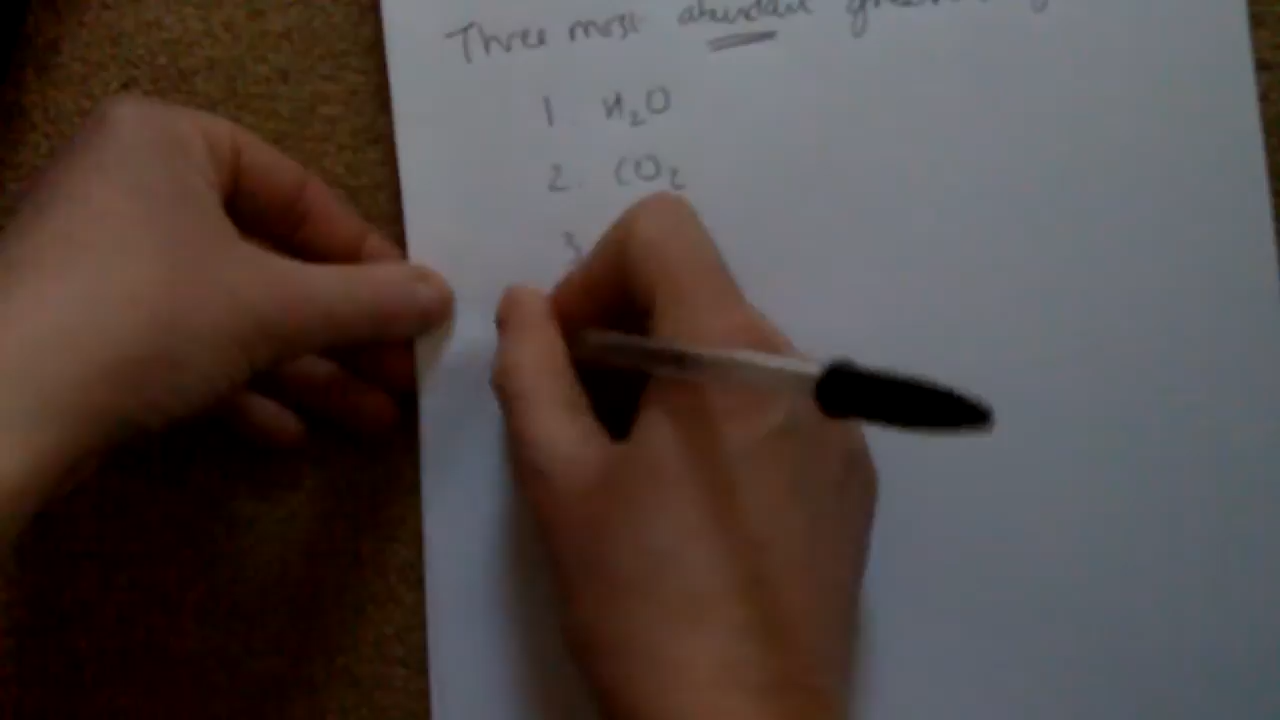 Three most abundant
1. H₂O
2. CO₂
3.